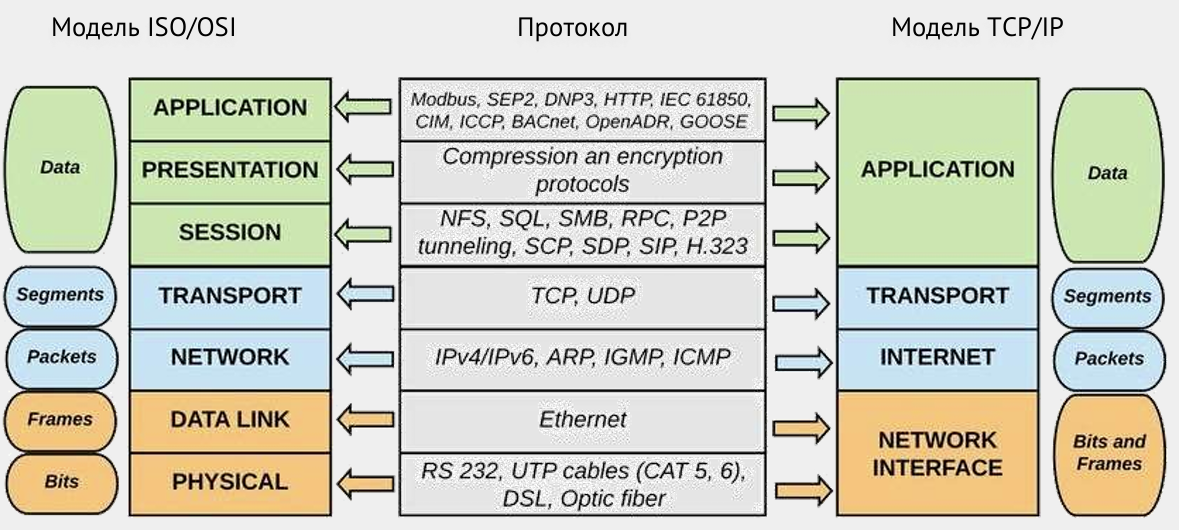 Модель ISO/OSI
Протокол
Модель TCP/IP
Data
APPLICATION
Modbus, SEP2, DNP3, HTTP, IEC 61850,
CIM, ICCP, BACnet, OpenADR, GOOSE
APPLICATION
Data
PRESENTATION
Compression an encryption
protocols
SESSION
NFS, SQL, SMB, RPC, P2P
tunneling, SCP, SDP, SIP, H.323
Segments
TRANSPORT
TCP, UDP
TRANSPORT
Segments
Packets
NETWORK
IPv4/IPv6, ARP, IGMP, ICMP
INTERNET
Packets
Frames
DATA LINK
Ethernet
NETWORK
INTERFACE
Bits and
Frames
Bits
PHYSICAL
RS 232, UTP cables (CAT 5, 6),
DSL, Optic fiber